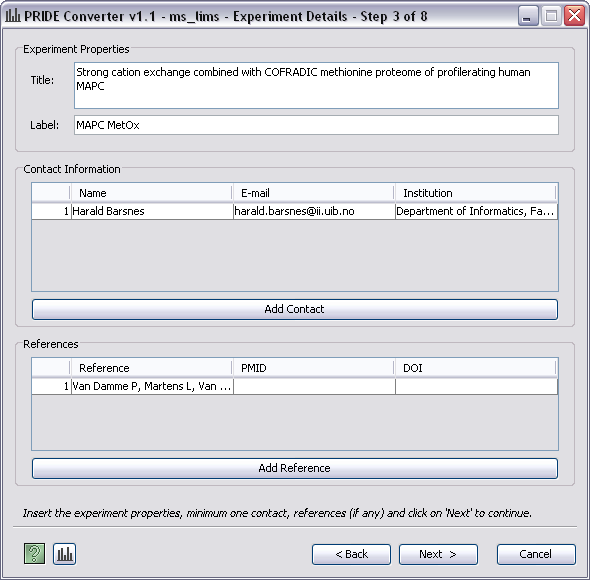 PRIDE Converter v1.1 - ms_lims - Experiment Details - Step 3 of 8
Experiment Properties
Title: Strong cation exchange combined with COFRADIC methionine proteome of profilerating human
MAPC
Label: MAPC MetOx
Contact Information
Name E-mail Institution
1 Harald Barsnes harald.barsnes@ii.uib.no Department of Informatics, Fa...
Add Contact
References
Reference PMID DOI
1 Van Damme P, Martens L, Van ...
Add Reference
Insert the experiment properties, minimum one contact, references (if any) and click on 'Next' to continue.
? < Back Next > Cancel